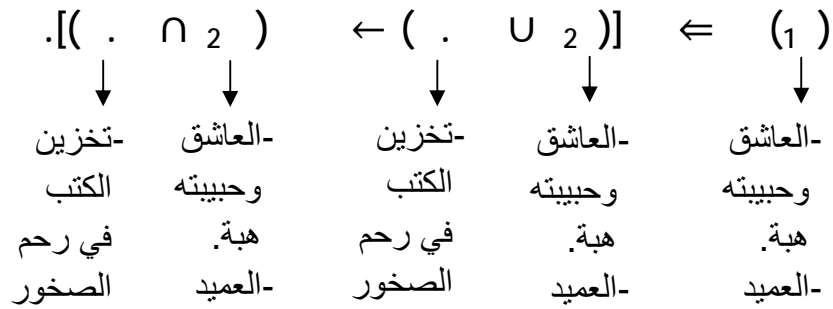 (₁ ) ⇐ [( ₂ ∪ . ) ← ( ₂ ∩ . )].
-العاشق -العاشق -تخزين -العاشق -تخزين
وحبيبته وحبيبته الكتب وحبيبته الكتب
هبة. هبة. في رحم هبة. في رحم
-العميد -العميد الصخور -العميد الصخور